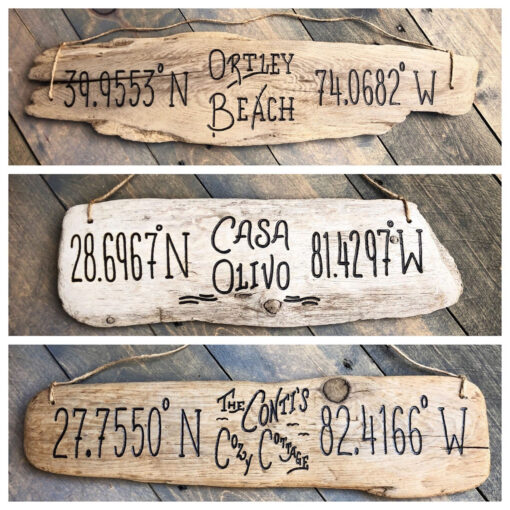 39.9553° N ORTLEY BEACH 74.0682° W
28.6967° N CASA OLIVO 81.4297° W
27.7550° N THE CONTI'S COZY COTTAGE 82.4166° W